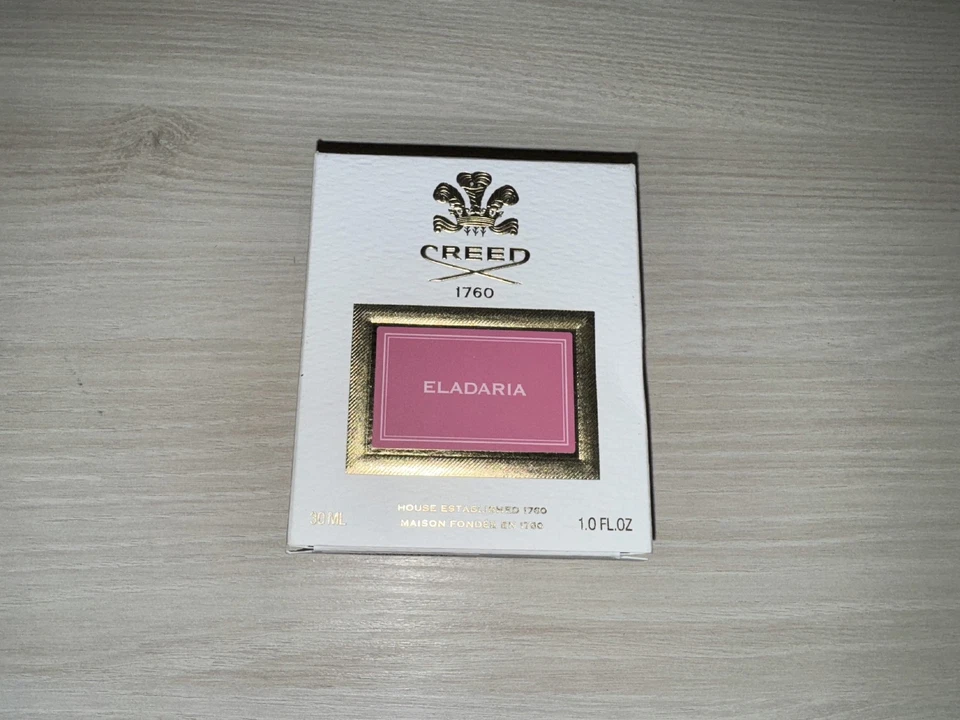 CREED
1760
ELADARIA
HOUSE ESTABLISHED 1760
MAISON FONDEE EN 1760
30 ML
1.0 FL.OZ